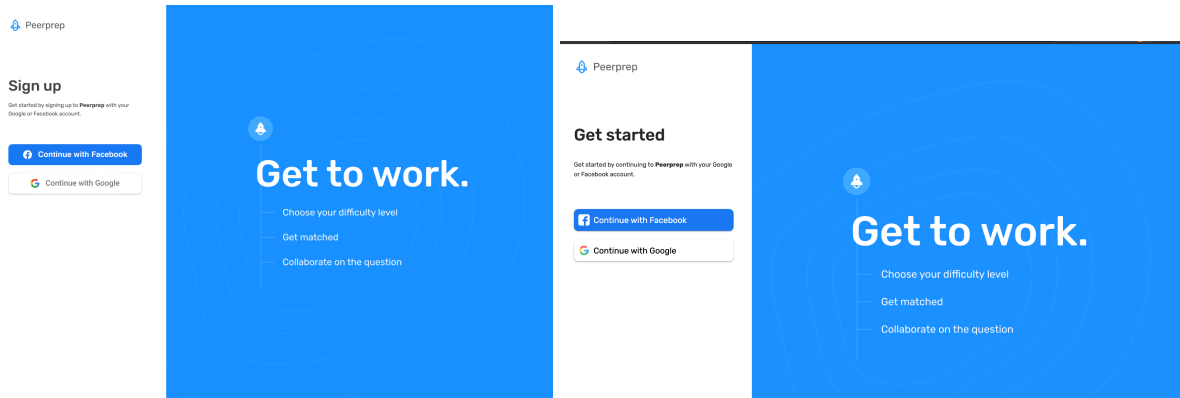 Peerprep
Sign up
Get started by signing up to Peerprep with your
Google or Facebook account.
Continue with Facebook
Continue with Google
Get to work.
Choose your difficulty level
Get matched
Collaborate on the question
Peerprep
Get started
Get started by continuing to Peerprep with your Google
or Facebook account.
Continue with Facebook
Continue with Google
Get to work.
Choose your difficulty level
Get matched
Collaborate on the question